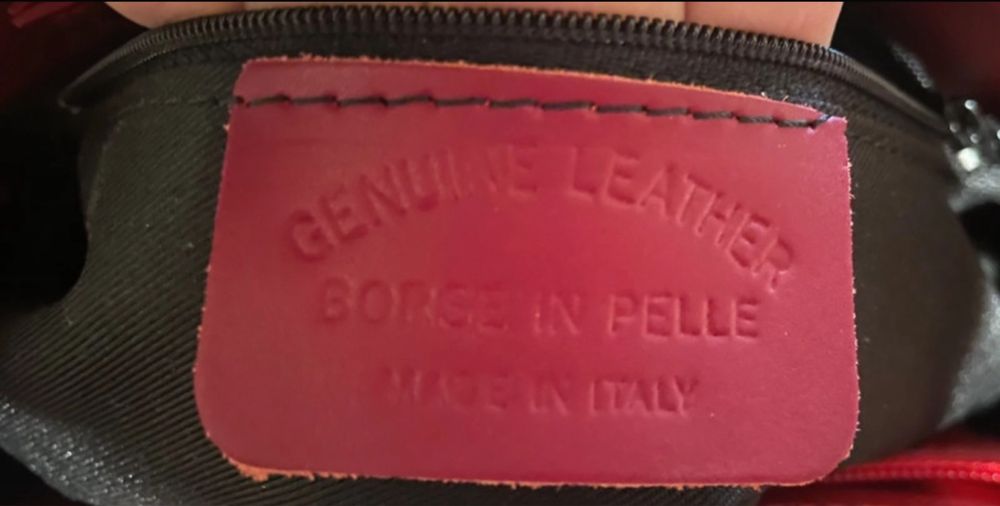 GENUINE LEATHER
BORSE IN PELLE
MADE IN ITALY